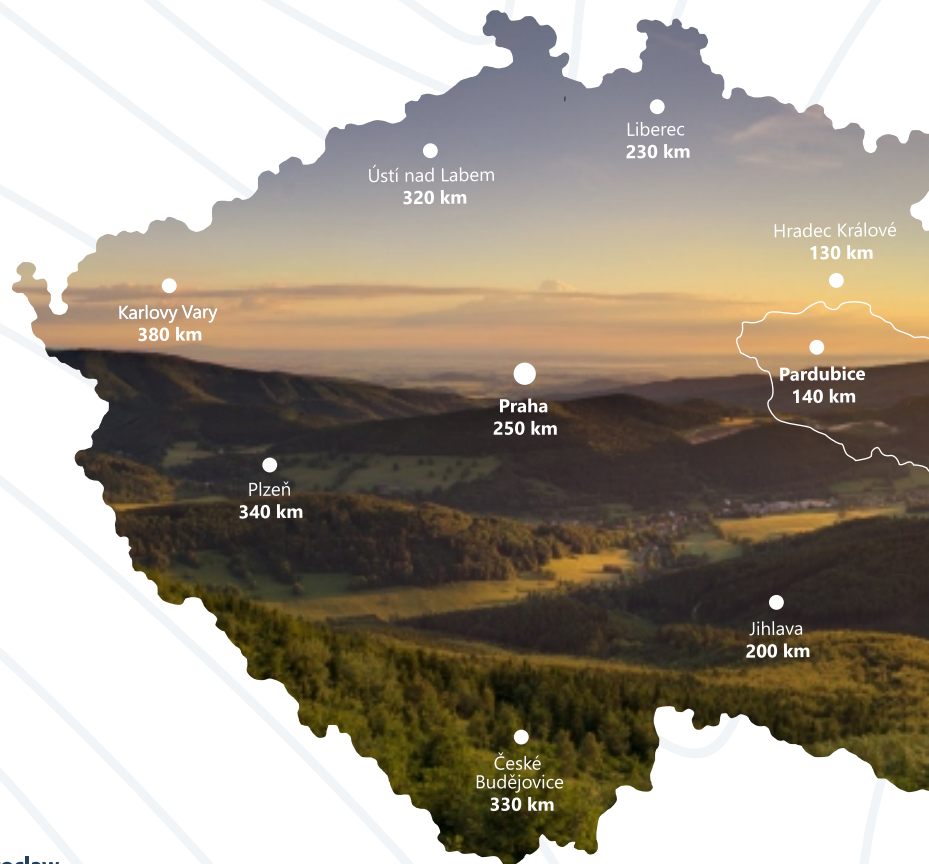 Liberec
230 km
Ústí nad Labem
320 km
Hradec Králové
130 km
Karlovy Vary
380 km
Pardubice
140 km
Praha
250 km
Plzeň
340 km
Jihlava
200 km
České
Budějovice
330 km